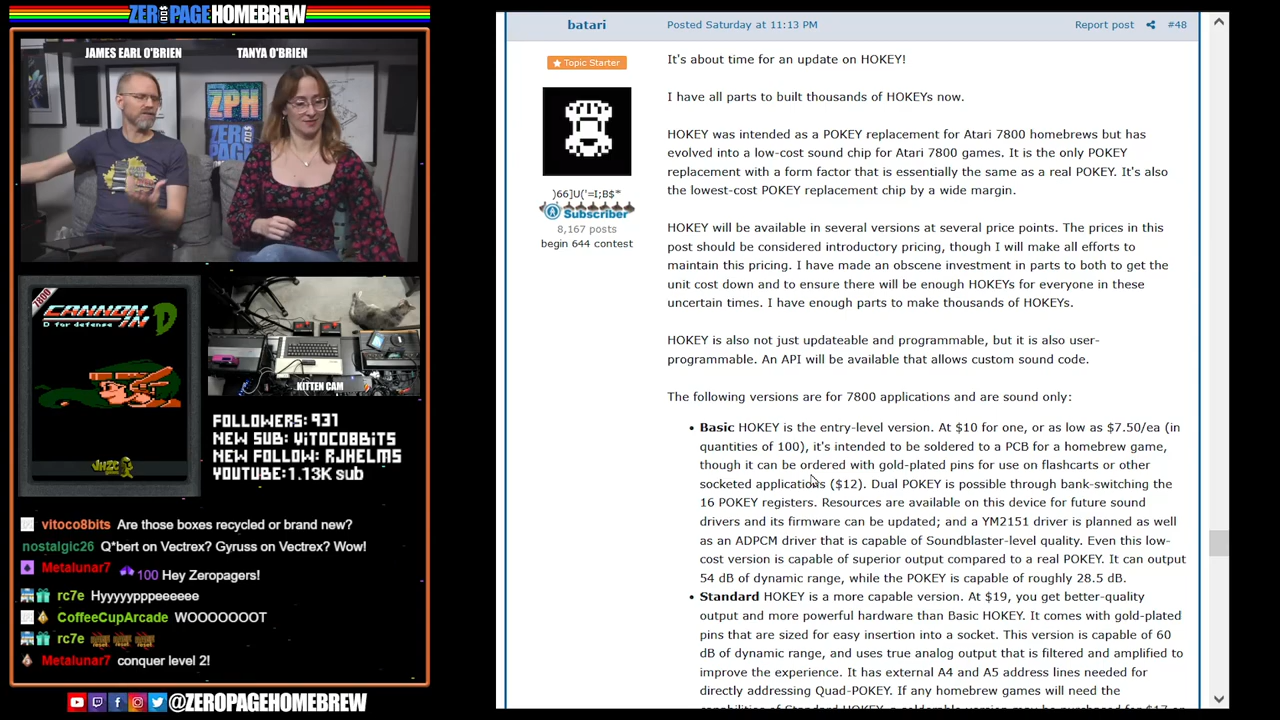 ZERO PAGE HOMEBREW
JAMES EARL O'BRIEN
TANYA O'BRIEN
ZPH
7800
CANNON IN D
D FOR DEFENSE
KITTEN CAM
FOLLOWERS: 937
NEW SUB: VITOCO8BITS
NEW FOLLOW: RJHELMS
YOUTUBE: 1.13K sub
vitoco8bits Are those boxes recycled or brand new?
nostalgic26 Q*bert on Vectrex? Gyruss on Vectrex? Wow!
Metalunar7 100 Hey Zeropagers!
rc7e Hyyyyypppeeeeee
CoffeeCupArcade WOOOOOOOT
rc7e
Metalunar7 conquer level 2!
@ZEROPAGEHOMEBREW
batari
Posted Saturday at 11:13 PM
Report post
#48
Topic Starter
)66]U('=I;B$*
Subscriber
8,167 posts
begin 644 contest
It's about time for an update on HOKEY!
I have all parts to built thousands of HOKEYs now.
HOKEY was intended as a POKEY replacement for Atari 7800 homebrews but has
evolved into a low-cost sound chip for Atari 7800 games. It is the only POKEY
replacement with a form factor that is essentially the same as a real POKEY. It's also
the lowest-cost POKEY replacement chip by a wide margin.
HOKEY will be available in several versions at several price points. The prices in this
post should be considered introductory pricing, though I will make all efforts to
maintain this pricing. I have made an obscene investment in parts to both to get the
unit cost down and to ensure there will be enough HOKEYs for everyone in these
uncertain times. I have enough parts to make thousands of HOKEYs.
HOKEY is also not just updateable and programmable, but it is also user-
programmable. An API will be available that allows custom sound code.
The following versions are for 7800 applications and are sound only:
• Basic HOKEY is the entry-level version. At $10 for one, or as low as $7.50/ea (in
quantities of 100), it's intended to be soldered to a PCB for a homebrew game,
though it can be ordered with gold-plated pins for use on flashcarts or other
socketed applications ($12). Dual POKEY is possible through bank-switching the
16 POKEY registers. Resources are available on this device for future sound
drivers and its firmware can be updated; and a YM2151 driver is planned as well
as an ADPCM driver that is capable of Soundblaster-level quality. Even this low-
cost version is capable of superior output compared to a real POKEY. It can output
54 dB of dynamic range, while the POKEY is capable of roughly 28.5 dB.
• Standard HOKEY is a more capable version. At $19, you get better-quality
output and more powerful hardware than Basic HOKEY. It comes with gold-plated
pins that are sized for easy insertion into a socket. This version is capable of 60
dB of dynamic range, and uses true analog output that is filtered and amplified to
improve the experience. It has external A4 and A5 address lines needed for
directly addressing Quad-POKEY. If any homebrew games will need the
capabilities of Standard HOKEY, a solderable version may be purchased for $17 or